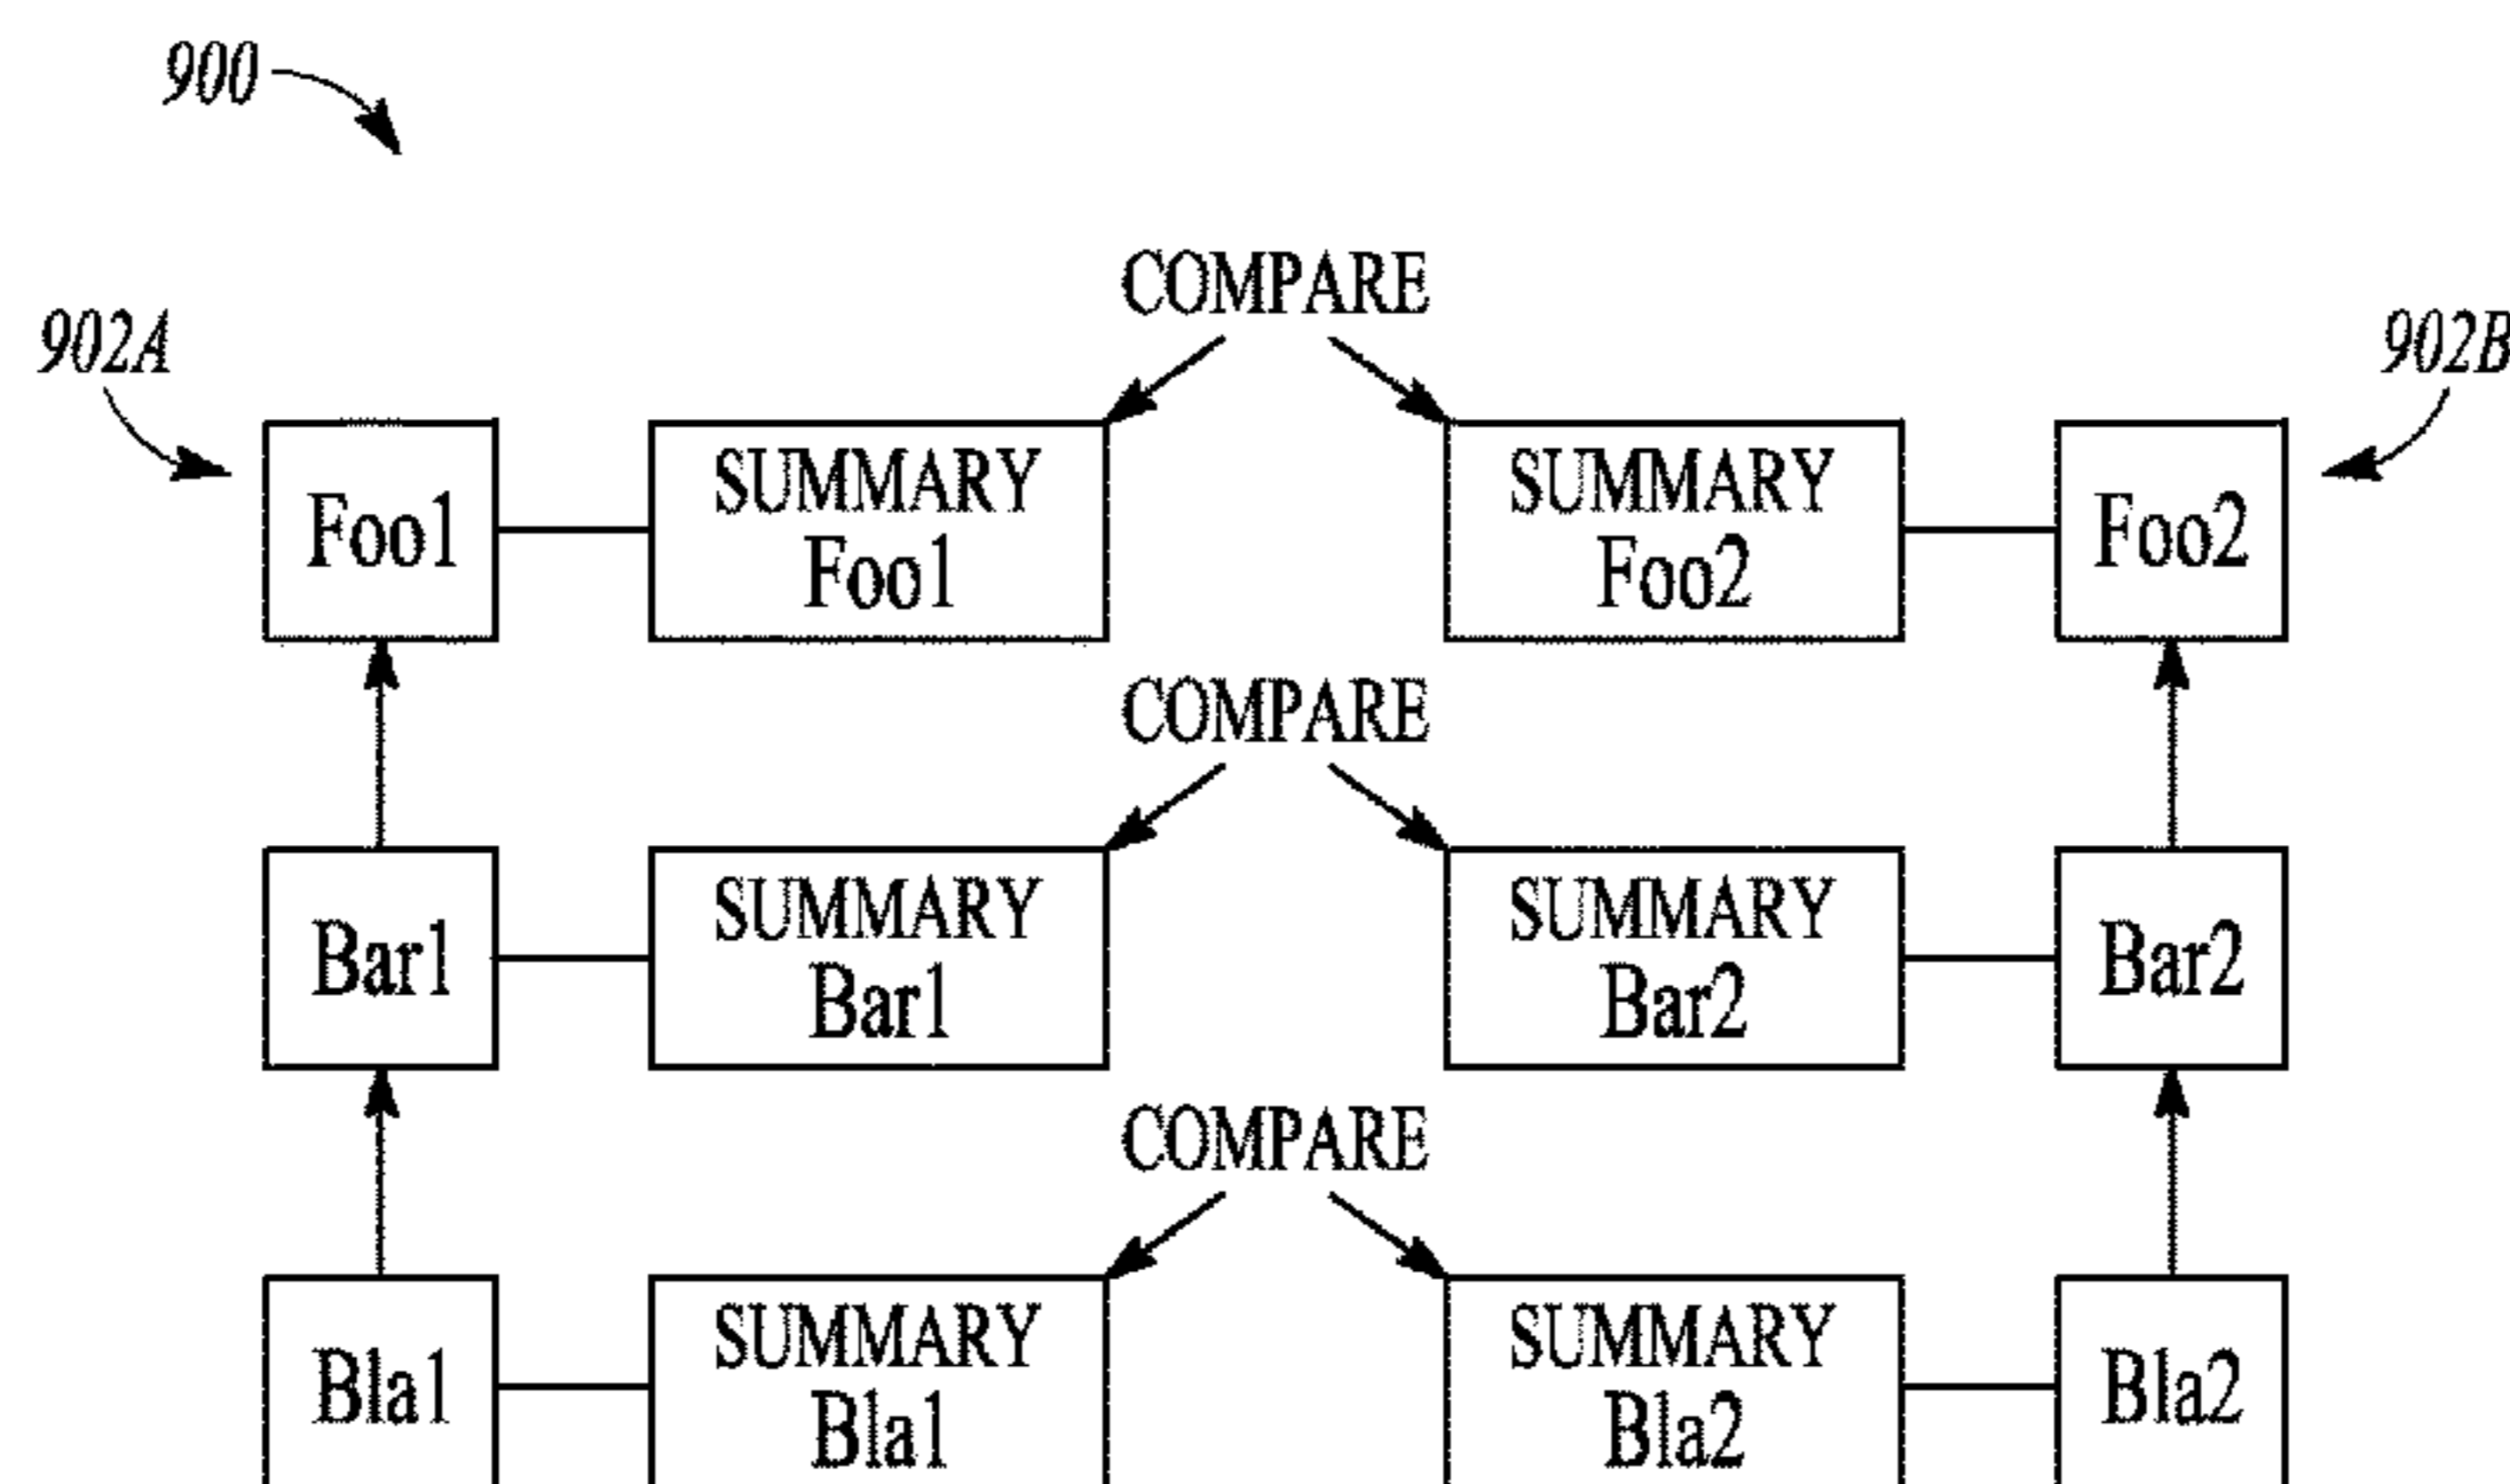 900
COMPARE
902A
902B
Foo1
SUMMARY
Foo1
SUMMARY
Foo2
Foo2
COMPARE
Bar1
SUMMARY
Bar1
SUMMARY
Bar2
Bar2
COMPARE
Bla1
SUMMARY
Bla1
SUMMARY
Bla2
Bla2